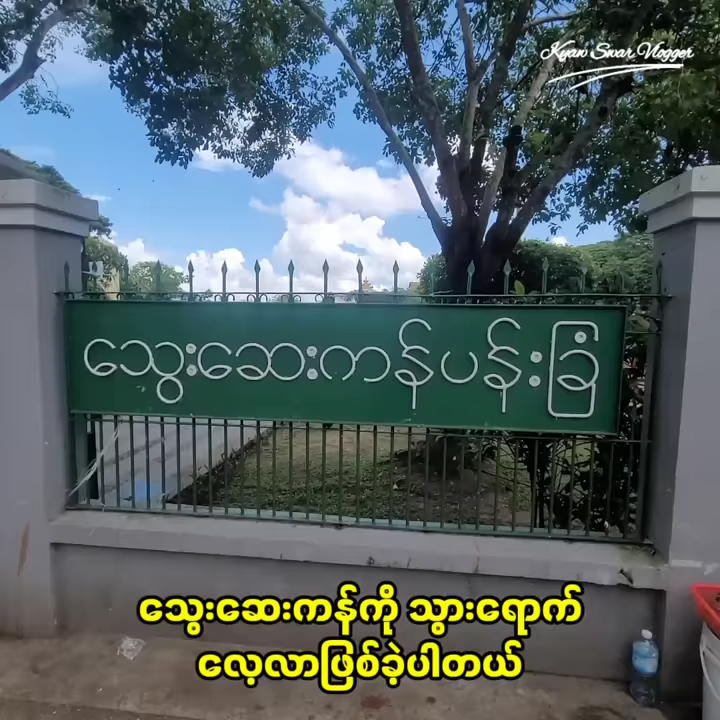 Kyaw Swar Vlogger
သွေးဆေးကန်ပန်းခြံ
သွေးဆေးကန်ကို သွားရောက်
လေ့လာဖြစ်ခဲ့ပါတယ်